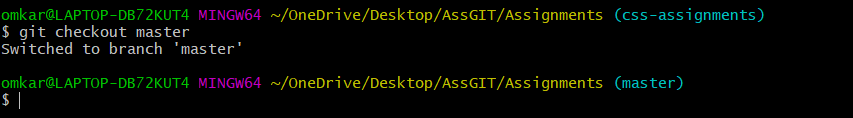 omkar@LAPTOP-DB72KUT4 MINGW64 ~/OneDrive/Desktop/AssGIT/Assignments (css-assignments)
$ git checkout master
Switched to branch 'master'
omkar@LAPTOP-DB72KUT4 MINGW64 ~/OneDrive/Desktop/AssGIT/Assignments (master)
$